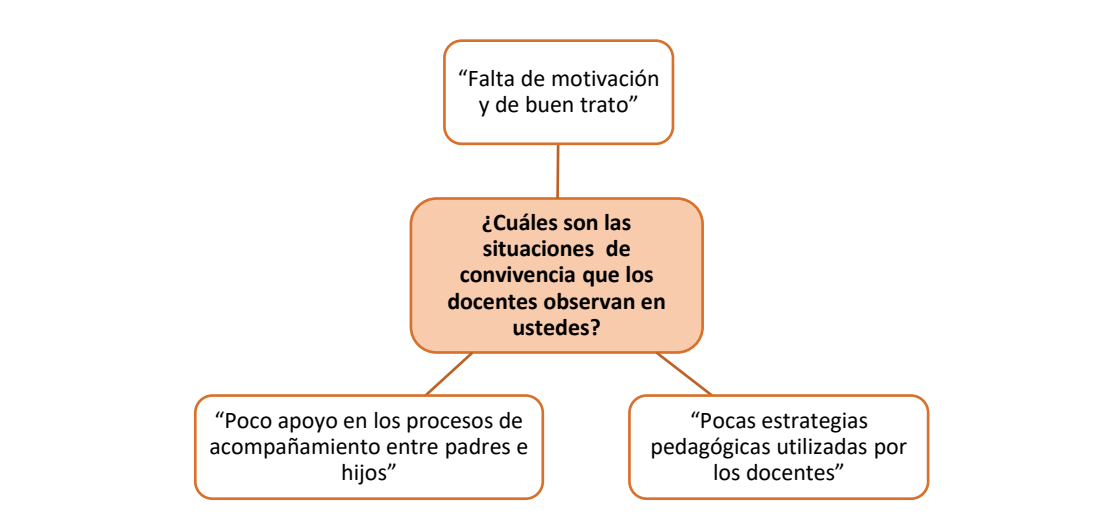 “Falta de motivación
y de buen trato”
¿Cuáles son las
situaciones  de
convivencia que los
docentes observan en
ustedes?
“Poco apoyo en los procesos de
acompañamiento entre padres e
hijos”
“Pocas estrategias
pedagógicas utilizadas por
los docentes”